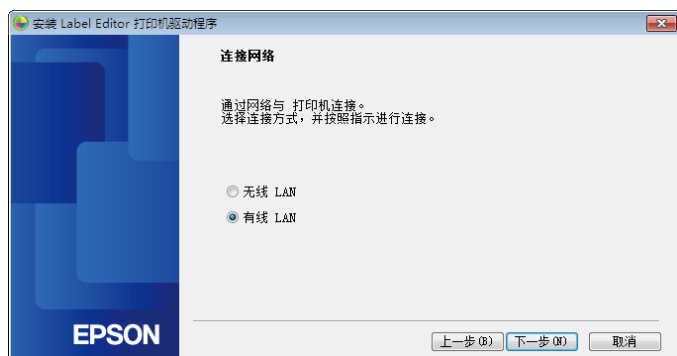 安装 Label Editor 打印机驱动程序
连接网络
通过网络与 打印机连接。
选择连接方式，并按照指示进行连接。
无线 LAN
有线 LAN
EPSON
上一步(B) 下一步(N) 取消